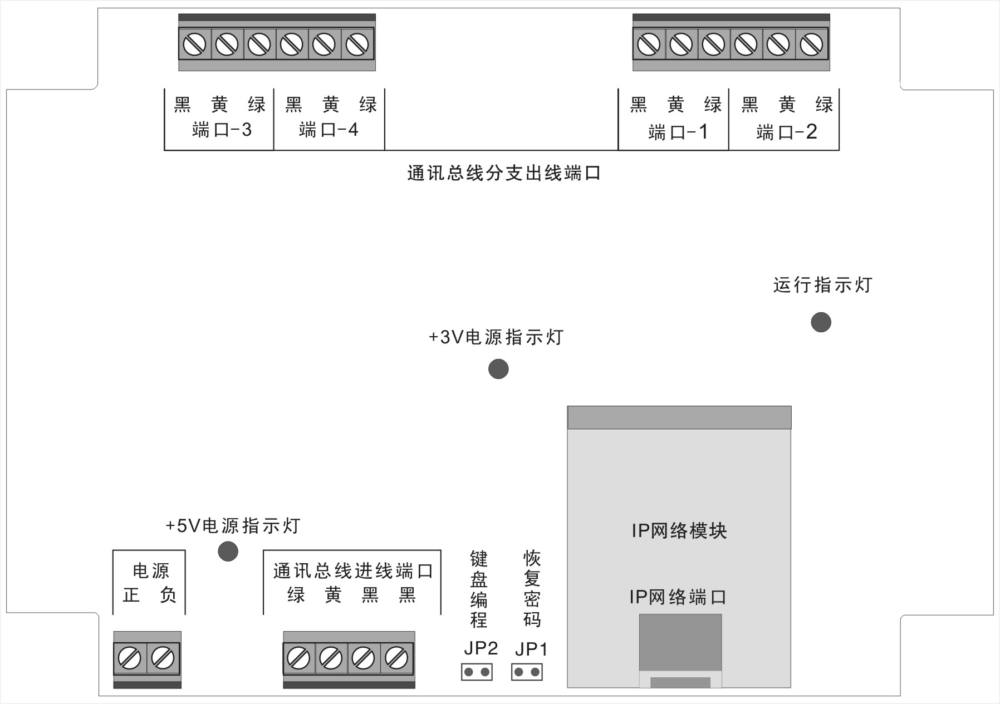 黑 黄 绿 黑 黄 绿
端口-3 端口-4
黑 黄 绿 黑 黄 绿
端口-1 端口-2
通讯总线分支出线端口
运行指示灯
+3V电源指示灯
+5V电源指示灯
电源
正 负
通讯总线进线端口
绿 黄 黑 黑
键盘编程
JP2
恢复密码
JP1
IP网络模块
IP网络端口